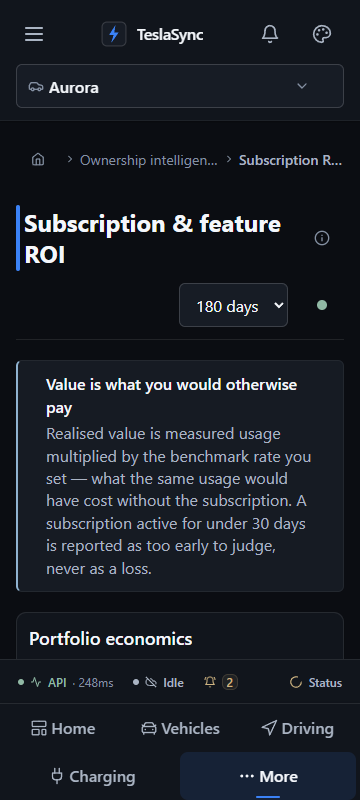 TeslaSync
Aurora
Ownership intelligen... Subscription R...
Subscription & feature
ROI
180 days
Value is what you would otherwise
pay
Realised value is measured usage
multiplied by the benchmark rate you
set — what the same usage would
have cost without the subscription. A
subscription active for under 30 days
is reported as too early to judge,
never as a loss.
Portfolio economics
API · 248ms Idle 2 Status
Home Vehicles Driving
Charging More